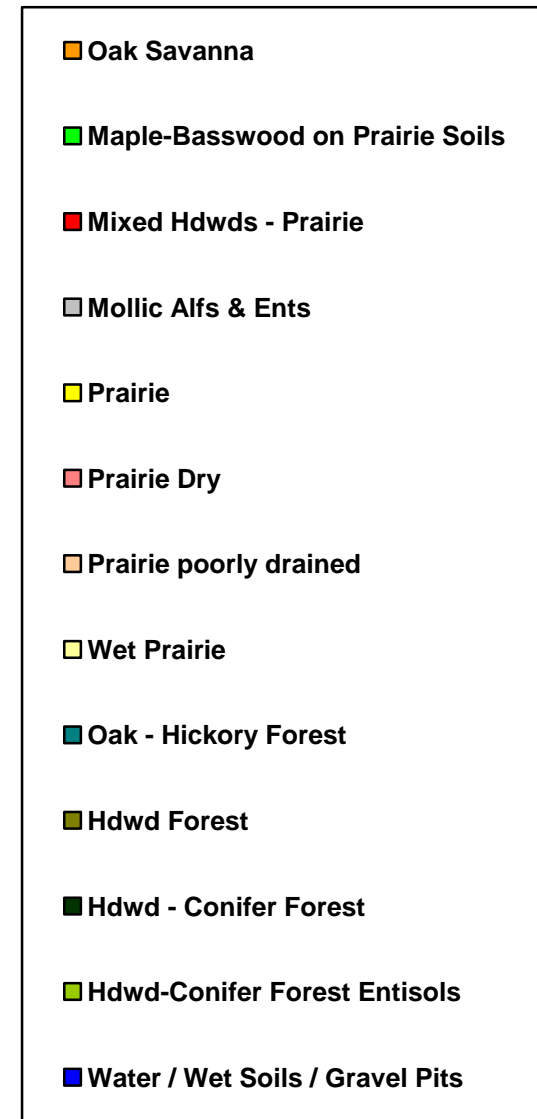 Oak Savanna
Maple-Basswood on Prairie Soils
Mixed Hdwds - Prairie
Mollic Alfs & Ents
Prairie
Prairie Dry
Prairie poorly drained
Wet Prairie
Oak - Hickory Forest
Hdwd Forest
Hdwd - Conifer Forest
Hdwd-Conifer Forest Entisols
Water / Wet Soils / Gravel Pits